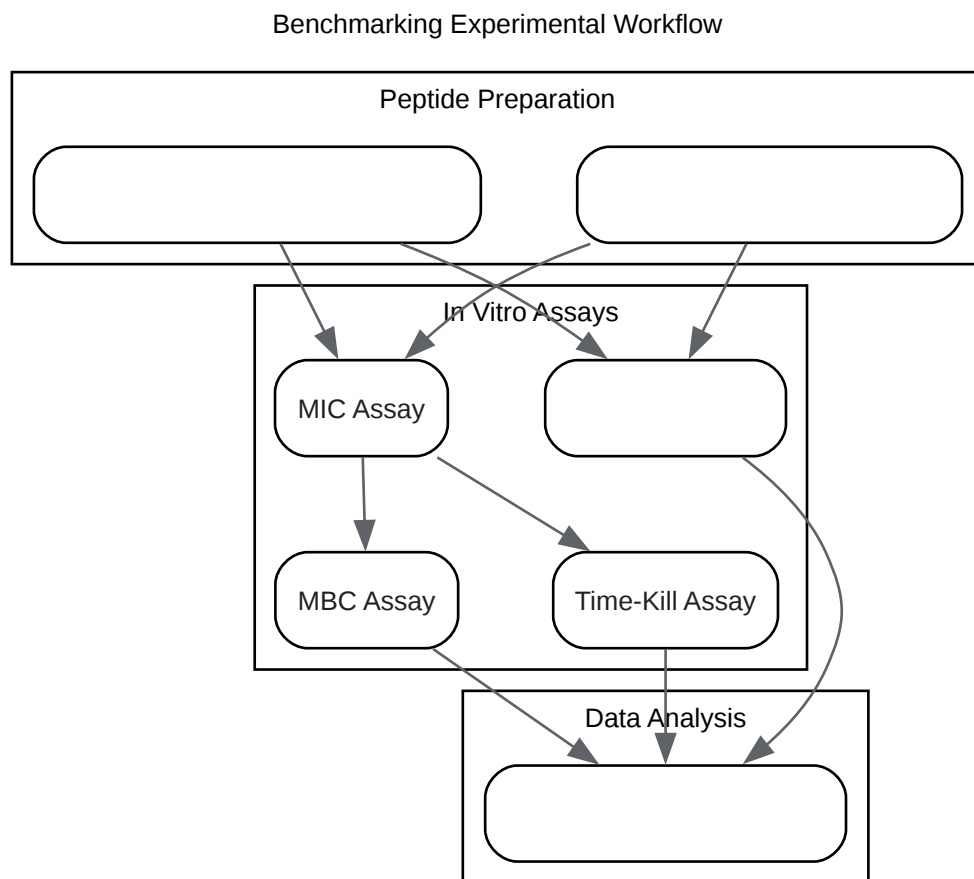 Benchmarking Experimental Workflow
Peptide Preparation
In Vitro Assays
MIC Assay
MBC Assay
Time-Kill Assay
Data Analysis